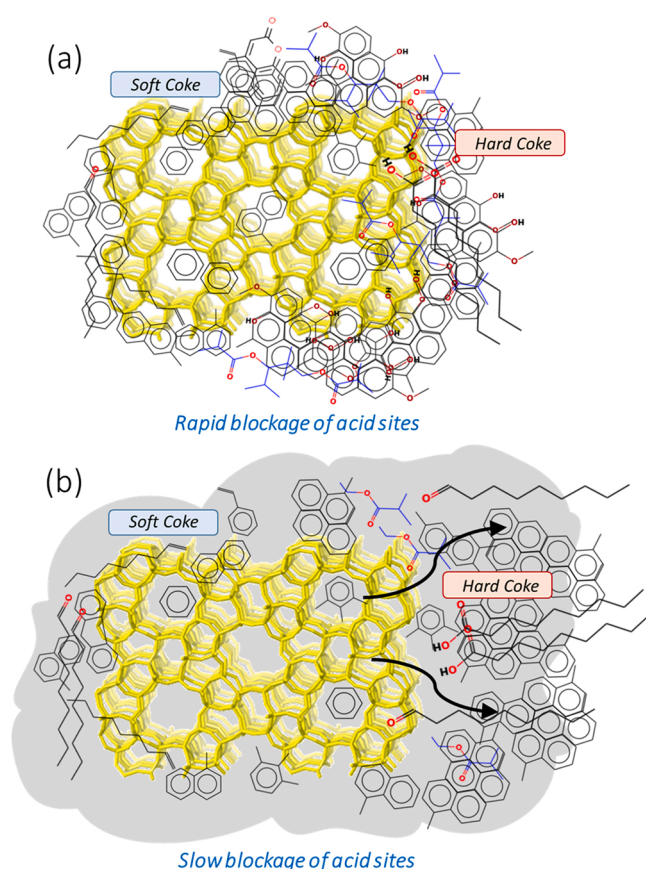 (a)
Soft Coke
Hard Coke
Rapid blockage of acid sites
(b)
Soft Coke
Hard Coke
Slow blockage of acid sites